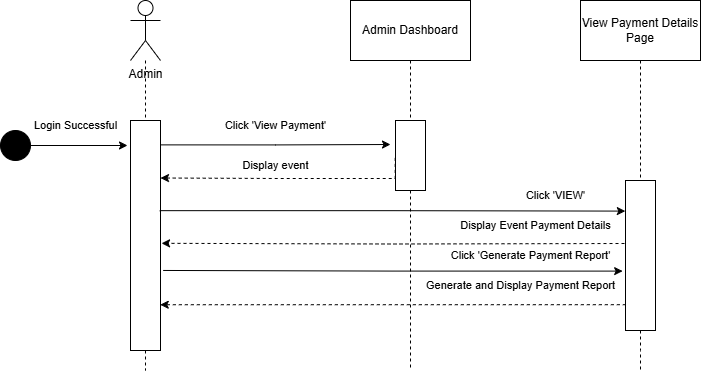 Admin
Admin Dashboard
View Payment Details
Page
Login Successful
Click 'View Payment'
Display event
Click 'VIEW'
Display Event Payment Details
Click 'Generate Payment Report'
Generate and Display Payment Report